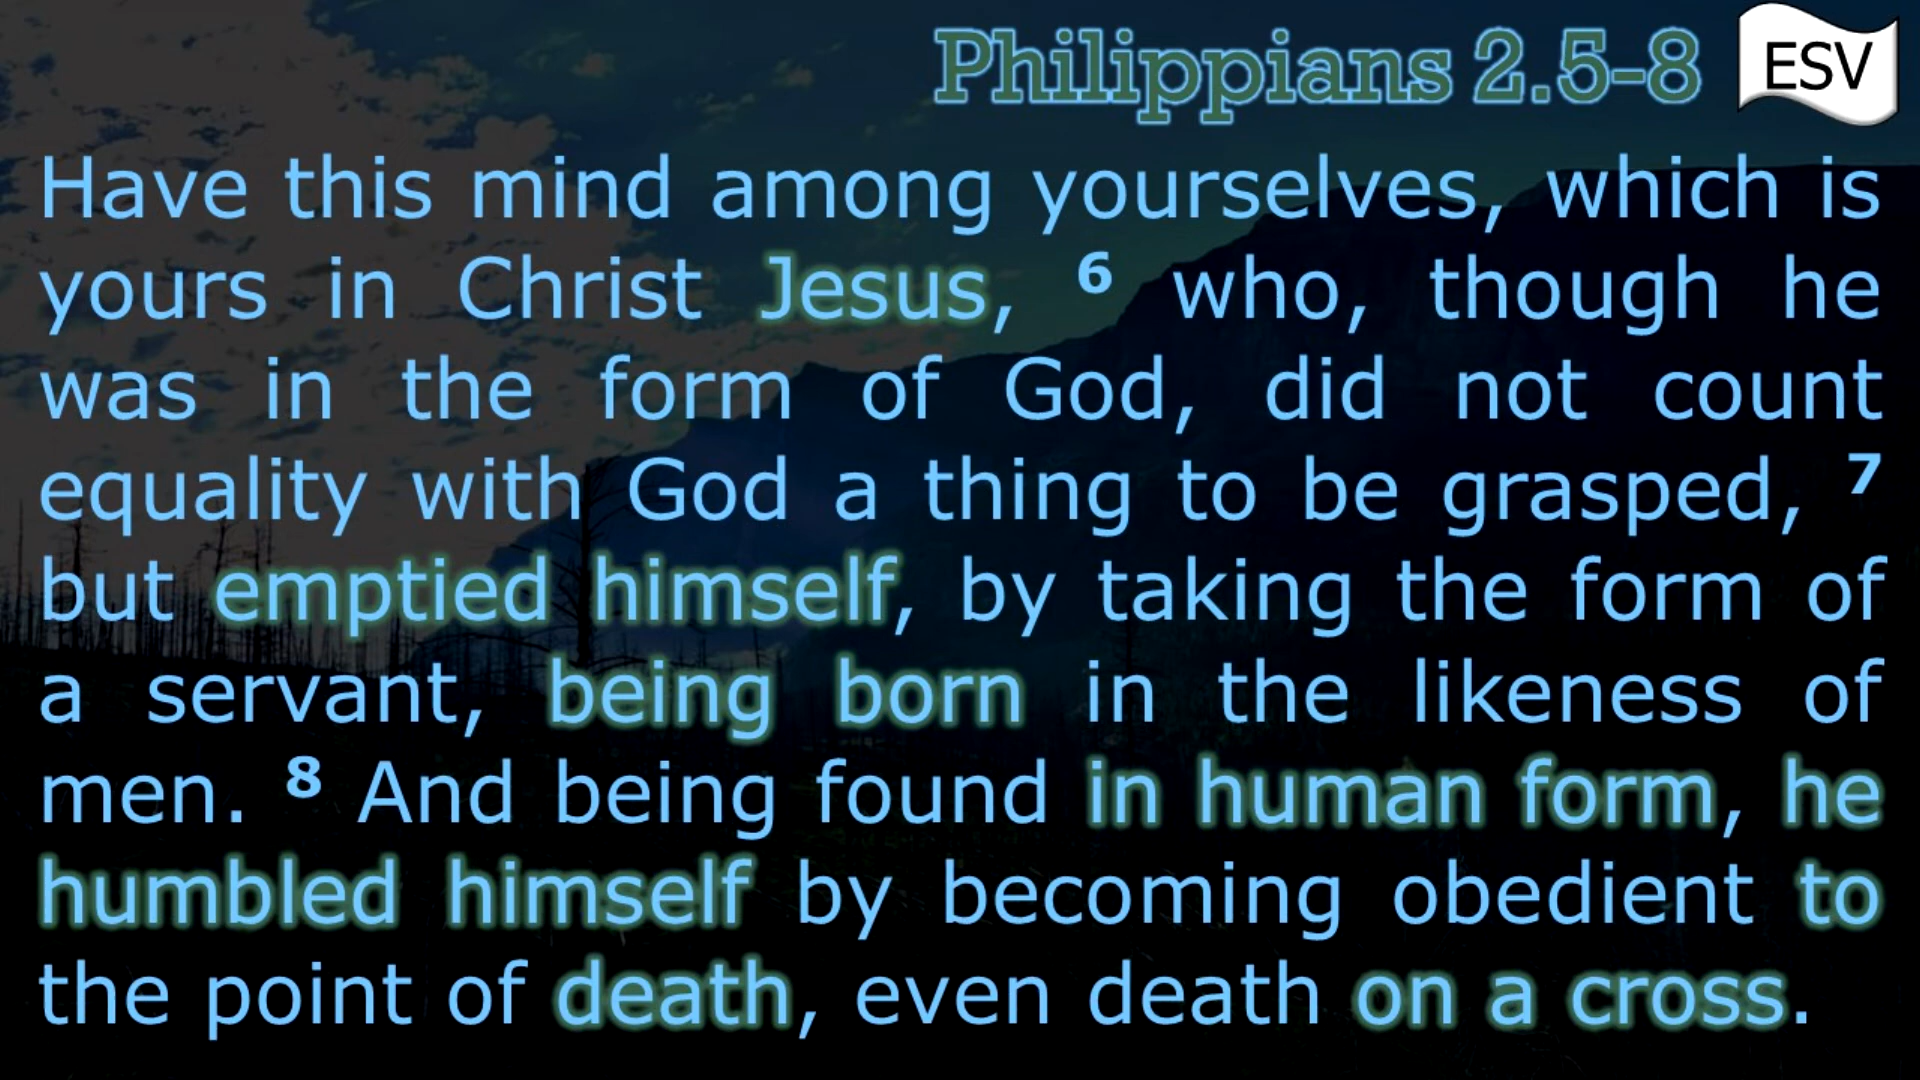 Philippians 2.5-8 ESV
Have this mind among yourselves, which is
yours in Christ Jesus, 6 who, though he
was in the form of God, did not count
equality with God a thing to be grasped, 7
but emptied himself, by taking the form of
a servant, being born in the likeness of
men. 8 And being found in human form, he
humbled himself by becoming obedient to
the point of death, even death on a cross.